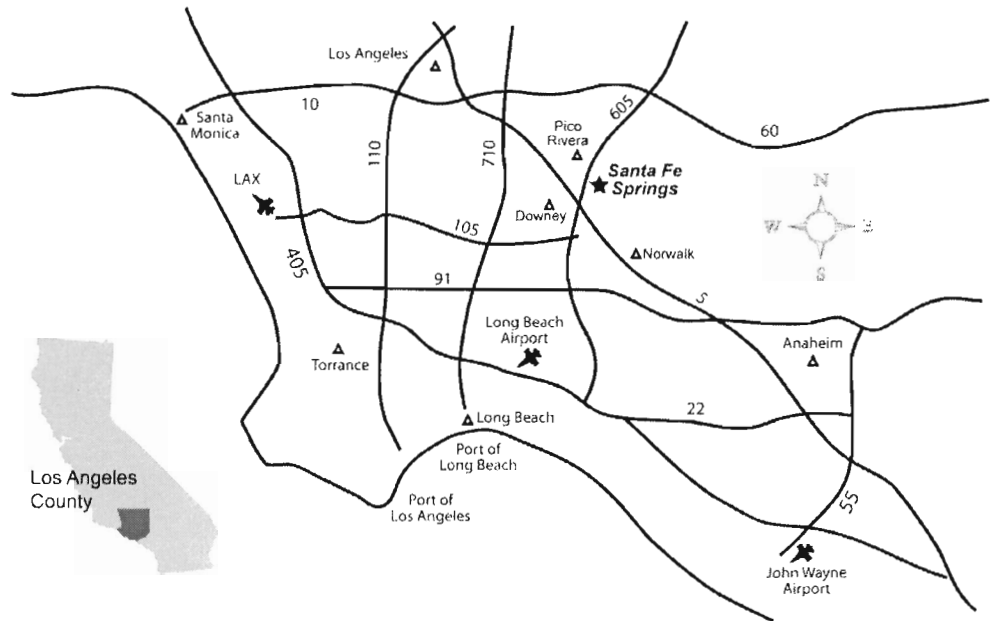 Los Angeles
10
Santa
Monica
110
710
605
60
Pico
Rivera
Santa Fe
Springs
LAX
Downey
105
N
W
E
S
Norwalk
405
91
5
Long Beach
Airport
Anaheim
Torrance
22
Long Beach
Port of
Long Beach
Los Angeles
County
Port of
Los Angeles
55
John Wayne
Airport